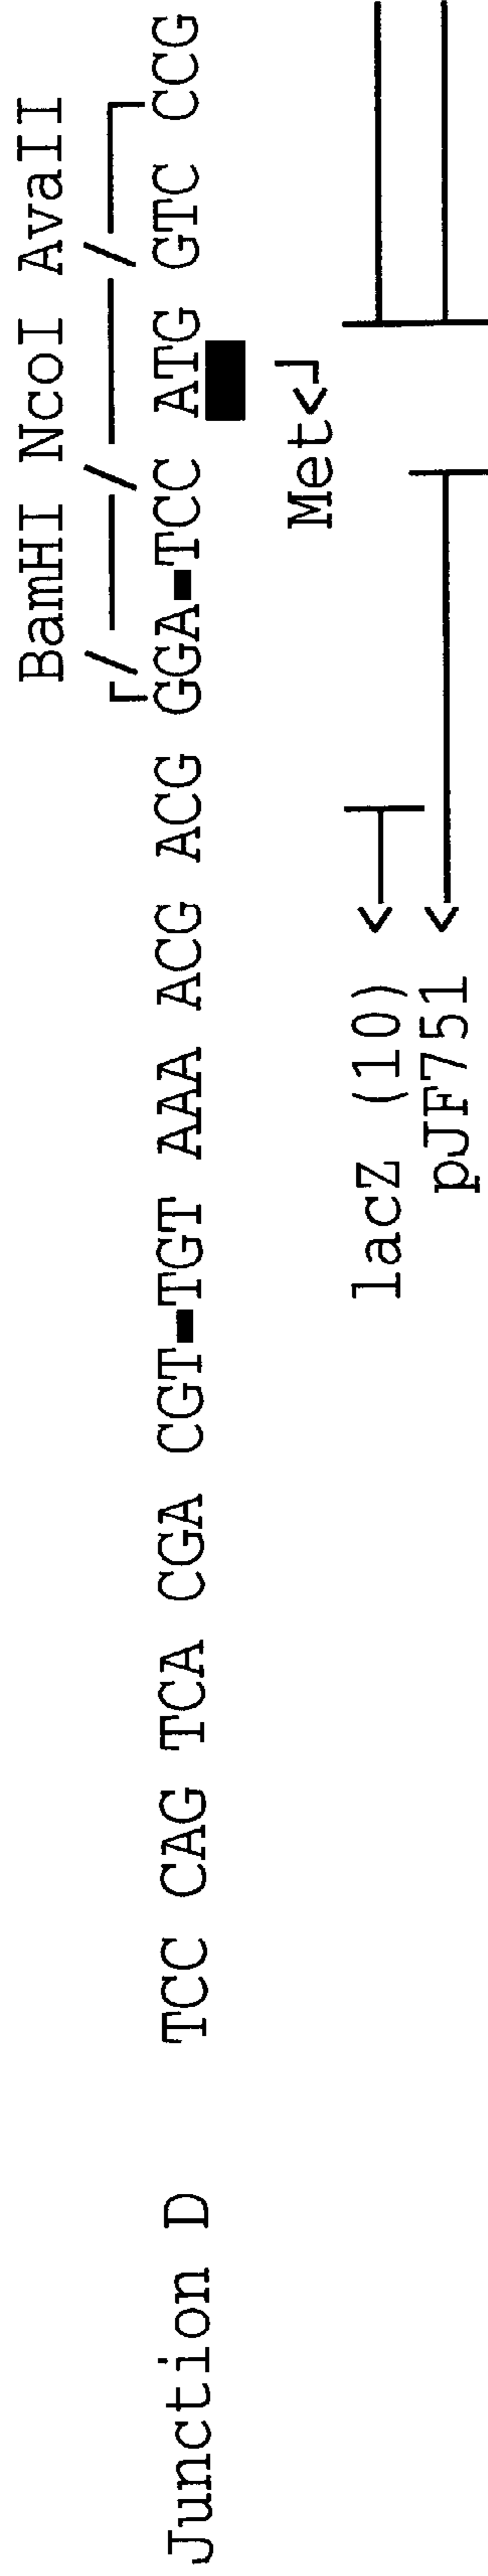 BamHI NcoI AvaII
Junction D TCC CAG TCA CGA CGT-TGT AAA ACG ACG GGA-TCC ATG GTC CCG
Met<
lacZ (10) <
pJF751 <